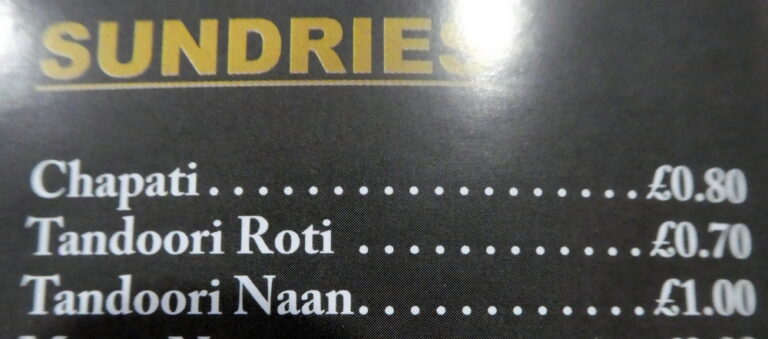 SUNDRIES
Chapati..................£0.80
Tandoori Roti ............£0.70
Tandoori Naan............£1.00